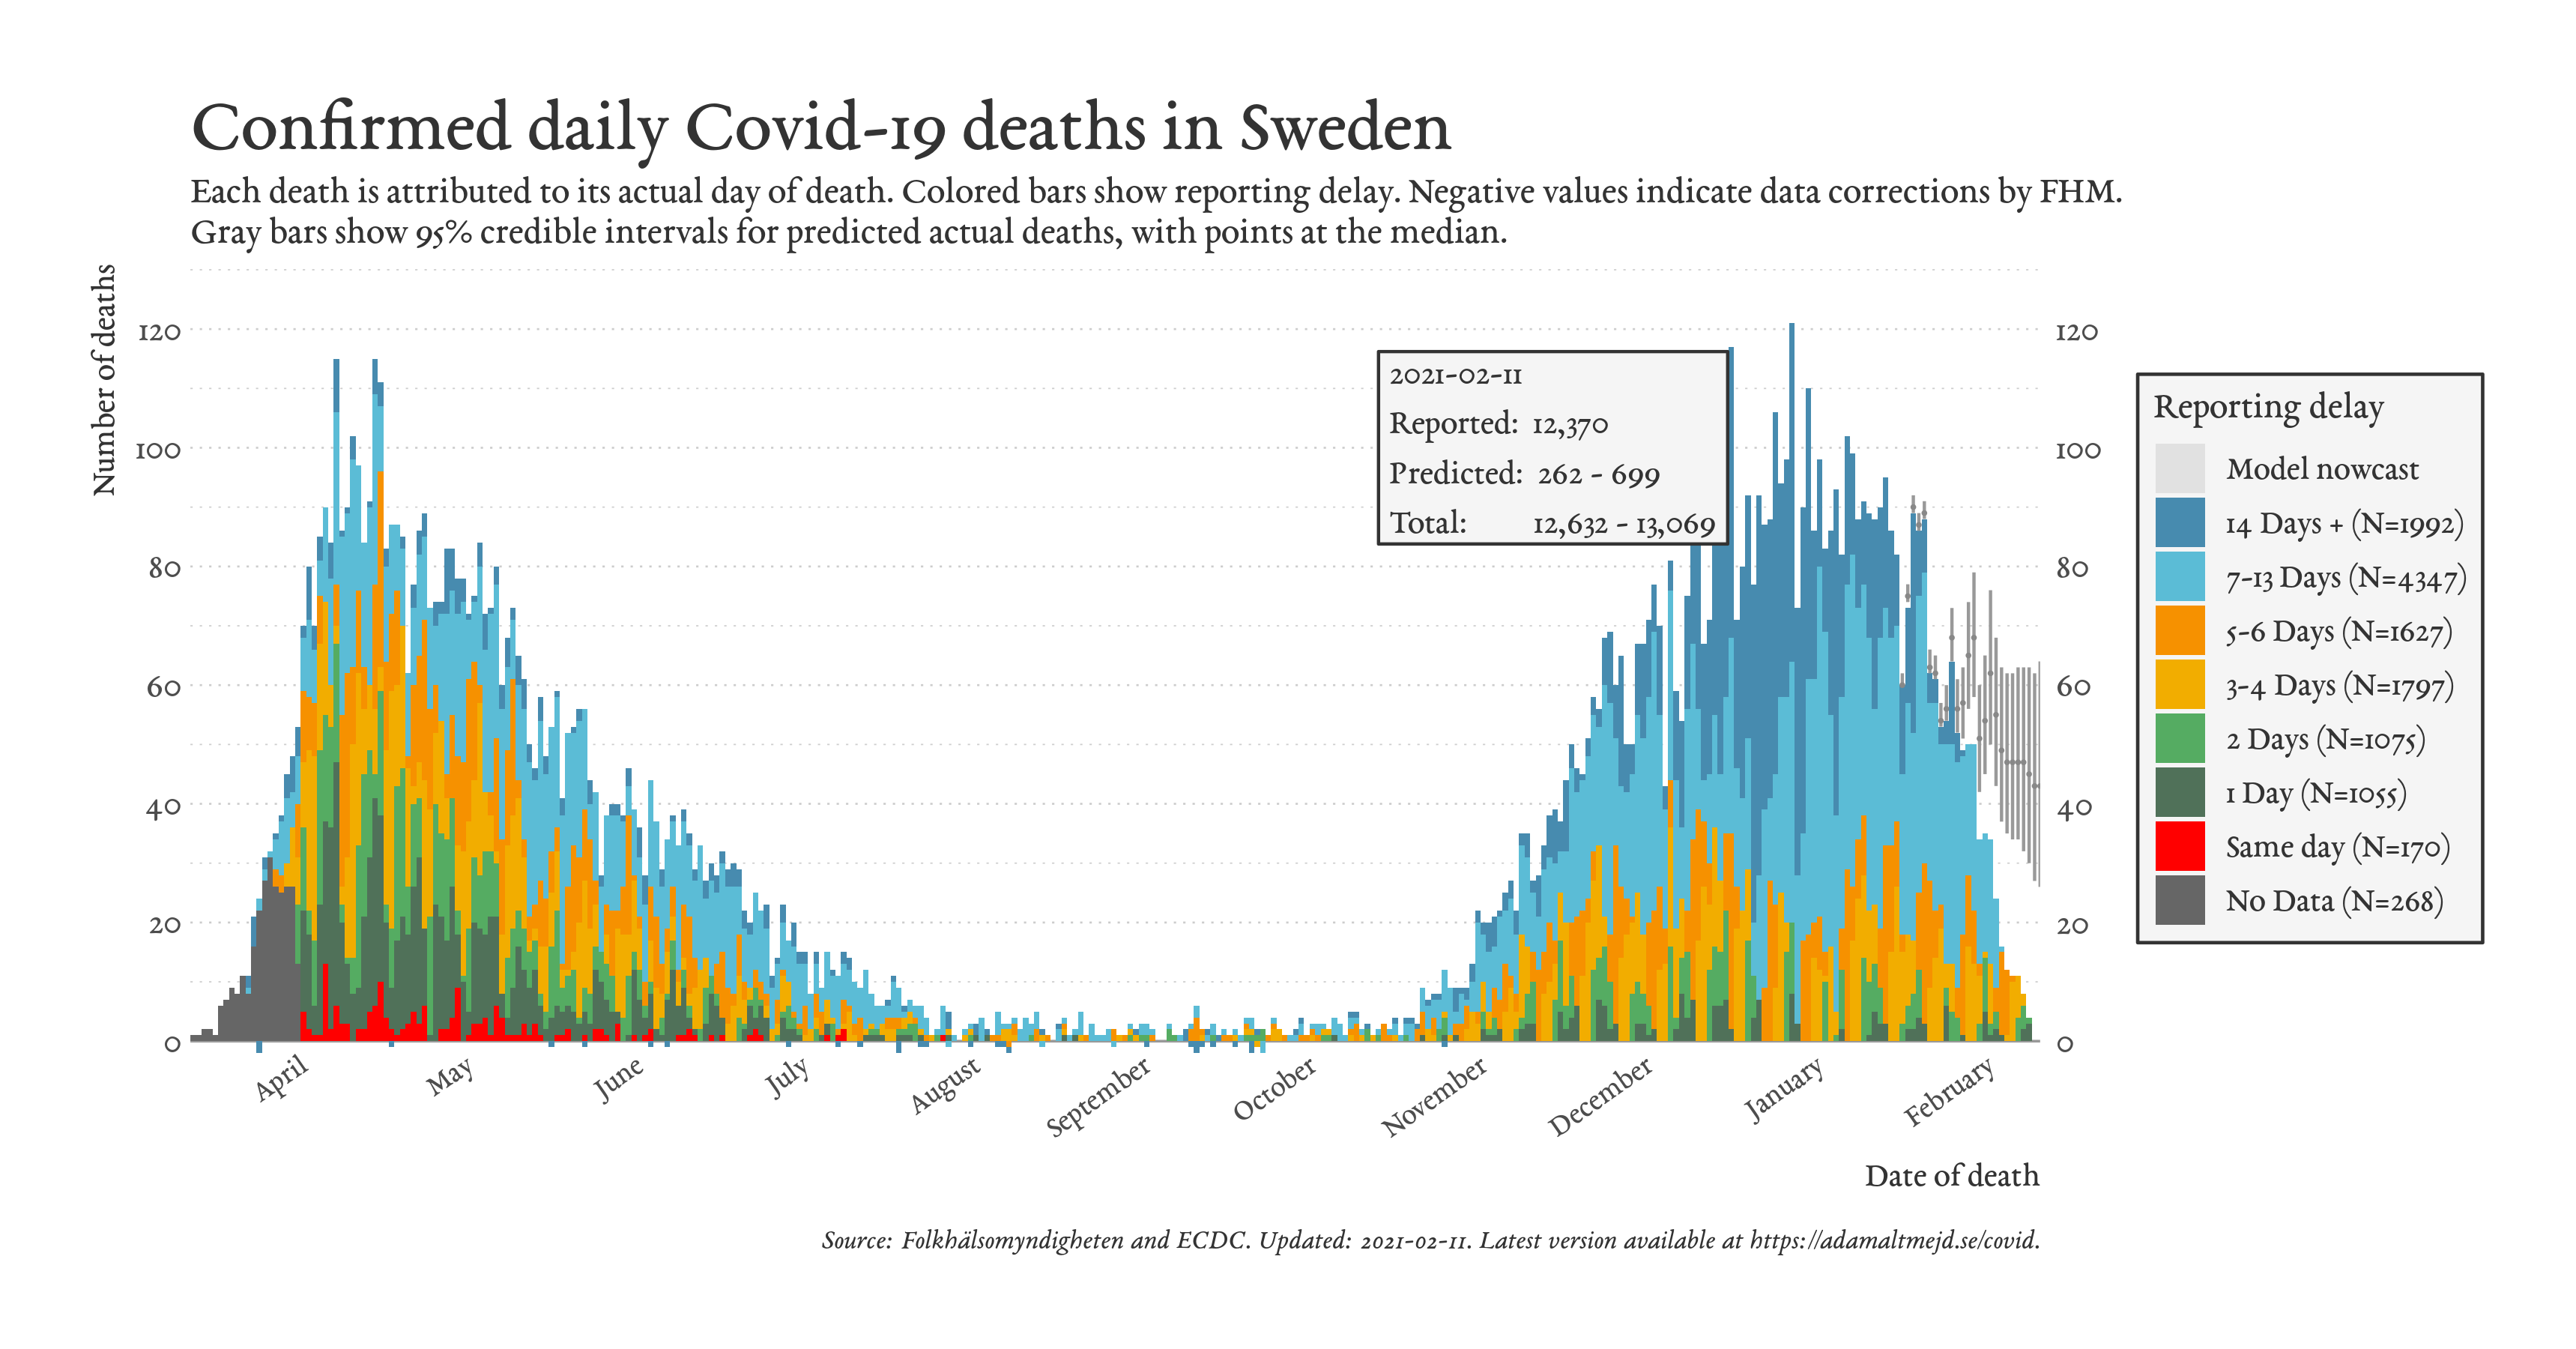 Confirmed daily Covid-19 deaths in Sweden
Each death is attributed to its actual day of death. Colored bars show reporting delay. Negative values indicate data corrections by FHM.
Gray bars show 95% credible intervals for predicted actual deaths, with points at the median.
Number of deaths
120
100
80
60
40
20
0
2021-02-11
Reported: 12,370
Predicted: 262 - 699
Total: 12,632 - 13,069
120
100
80
60
40
20
0
Reporting delay
Model nowcast
14 Days + (N=1992)
7-13 Days (N=4347)
5-6 Days (N=1627)
3-4 Days (N=1797)
2 Days (N=1075)
1 Day (N=1055)
Same day (N=170)
No Data (N=268)
April
May
June
July
August
September
October
November
December
January
February
Date of death
Source: Folkhälsomyndigheten and ECDC. Updated: 2021-02-11. Latest version available at https://adamaltmejd.se/covid.